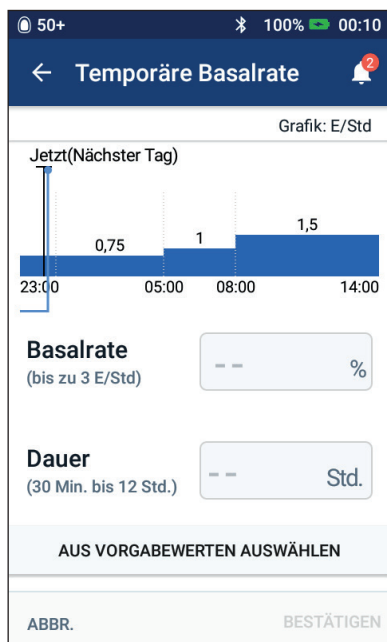 50+ 100% 00:10
Temporäre Basalrate 2
Grafik: E/Std
Jetzt(Nächster Tag)
0,75 1 1,5
23:00 05:00 08:00 14:00
Basalrate
(bis zu 3 E/Std)
-- %
Dauer
(30 Min. bis 12 Std.)
-- Std.
AUS VORGABEWERTEN AUSWÄHLEN
ABBR. BESTÄTIGEN